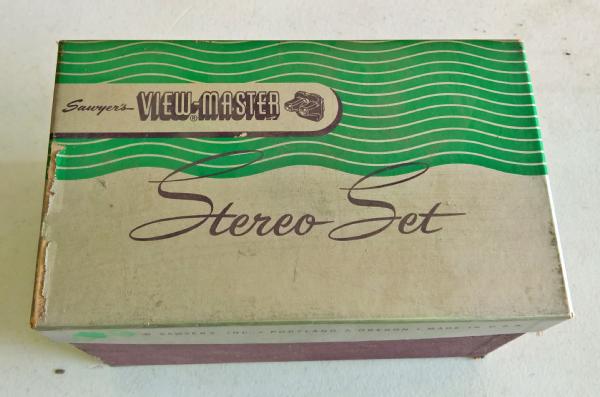 Sawyer's VIEW-MASTER ®
Stereo Set
© SAWYER'S, INC. • PORTLAND, OREGON • MADE IN U.S.A.